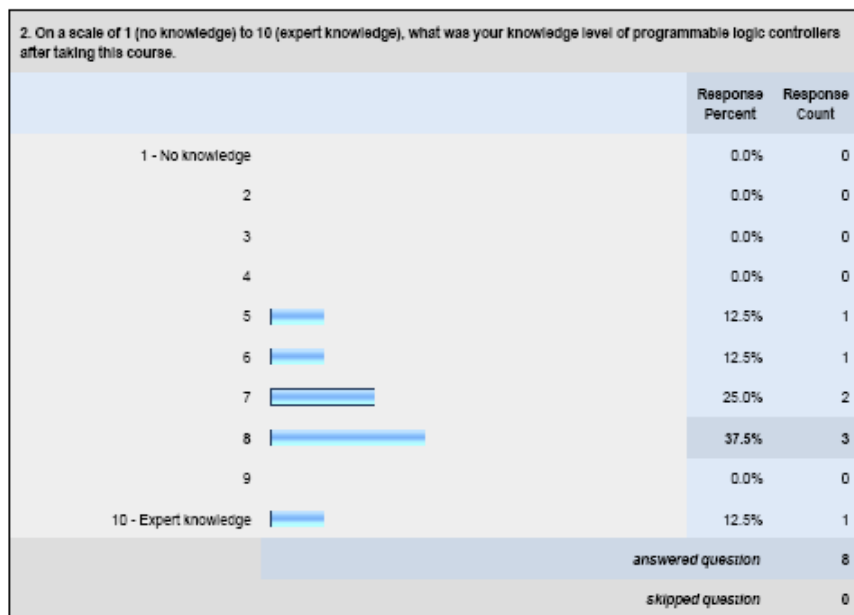 2. On a scale of 1 (no knowledge) to 10 (expert knowledge), what was your knowledge level of programmable logic controllers
after taking this course.
Response Percent Response Count
1 - No knowledge 0.0% 0
2 0.0% 0
3 0.0% 0
4 0.0% 0
5 12.5% 1
6 12.5% 1
7 25.0% 2
8 37.5% 3
9 0.0% 0
10 - Expert knowledge 12.5% 1
answered question 8
skipped question 0